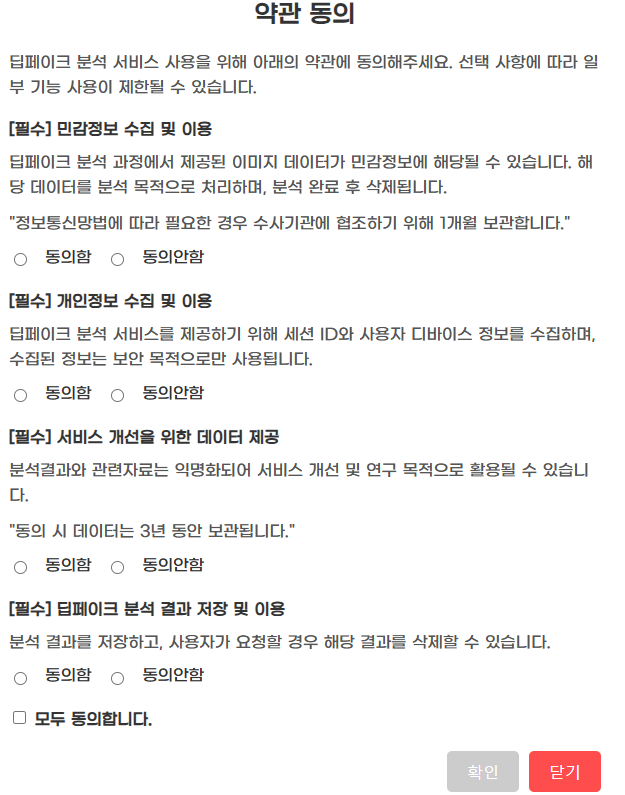 약관 동의
딥페이크 분석 서비스 사용을 위해 아래의 약관에 동의해주세요. 선택 사항에 따라 일
부 기능 사용이 제한될 수 있습니다.
[필수] 민감정보 수집 및 이용
딥페이크 분석 과정에서 제공된 이미지 데이터가 민감정보에 해당될 수 있습니다. 해
당 데이터를 분석 목적으로 처리하며, 분석 완료 후 삭제됩니다.
"정보통신망법에 따라 필요한 경우 수사기관에 협조하기 위해 1개월 보관합니다."
동의함 동의안함
[필수] 개인정보 수집 및 이용
딥페이크 분석 서비스를 제공하기 위해 세션 ID와 사용자 디바이스 정보를 수집하며,
수집된 정보는 보안 목적으로만 사용됩니다.
동의함 동의안함
[필수] 서비스 개선을 위한 데이터 제공
분석결과와 관련자료는 익명화되어 서비스 개선 및 연구 목적으로 활용될 수 있습니
다.
"동의 시 데이터는 3년 동안 보관됩니다."
동의함 동의안함
[필수] 딥페이크 분석 결과 저장 및 이용
분석 결과를 저장하고, 사용자가 요청할 경우 해당 결과를 삭제할 수 있습니다.
동의함 동의안함
모두 동의합니다.
확인 닫기